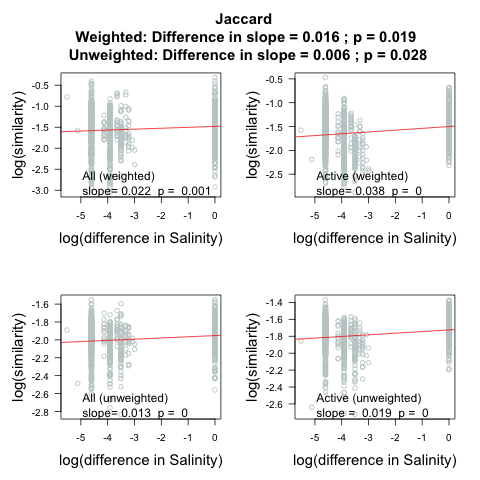 Jaccard
Weighted: Difference in slope = 0.016 ; p = 0.019
Unweighted: Difference in slope = 0.006 ; p = 0.028
log(similarity)
-0.5
-1.0
-1.5
-2.0
-2.5
-3.0
All (weighted)
slope= 0.022 p = 0.001
-5 -4 -3 -2 -1 0
log(difference in Salinity)
log(similarity)
-0.5
-1.0
-1.5
-2.0
-2.5
Active (weighted)
slope=0.038 p = 0
-5 -4 -3 -2 -1 0
log(difference in Salinity)
log(similarity)
-1.6
-1.8
-2.0
-2.2
-2.4
-2.6
-2.8
All (unweighted)
slope=0.013 p = 0
-5 -4 -3 -2 -1 0
log(difference in Salinity)
log(similarity)
-1.4
-1.6
-1.8
-2.0
-2.2
-2.4
-2.6
Active (unweighted)
slope = 0.019 p = 0
-5 -4 -3 -2 -1 0
log(difference in Salinity)